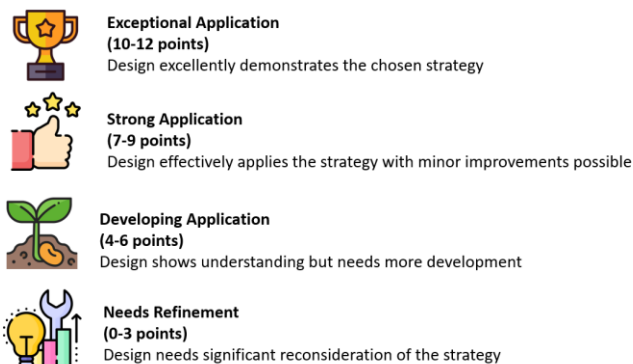 Exceptional Application
(10-12 points)
Design excellently demonstrates the chosen strategy
Strong Application
(7-9 points)
Design effectively applies the strategy with minor improvements possible
Developing Application
(4-6 points)
Design shows understanding but needs more development
Needs Refinement
(0-3 points)
Design needs significant reconsideration of the strategy